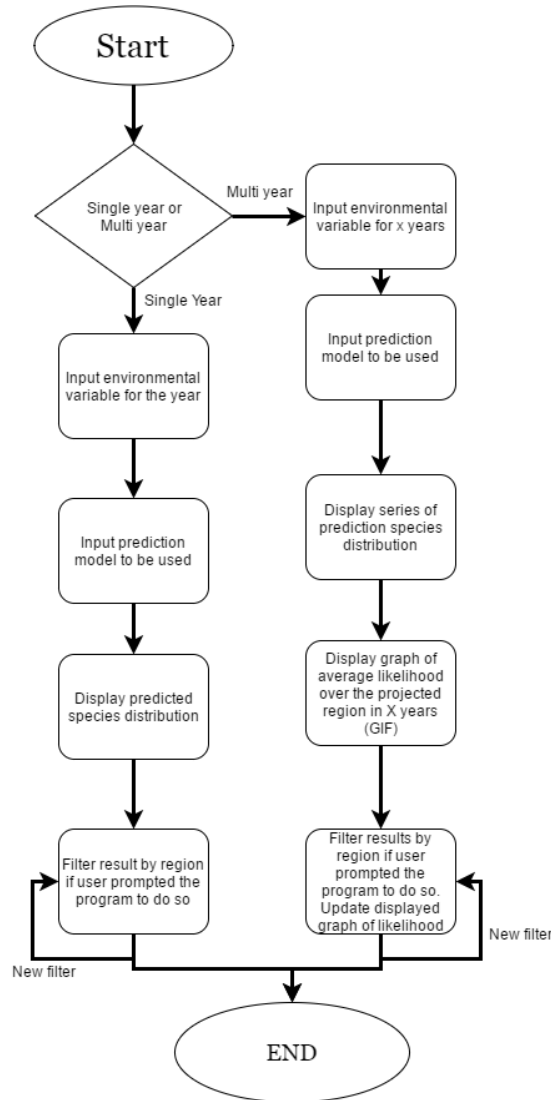 Start
Single year or
Multi year
Multi year
Input environmental
variable for x years
Single Year
Input prediction
model to be used
Input environmental
variable for the year
Display series of
prediction species
distribution
Input prediction
model to be used
Display graph of
average likelihood
over the projected
region in X years
(GIF)
Display predicted
species distribution
Filter result by region
if user prompted the
program to do so
Filter results by
region if user
prompted the
program to do so.
Update displayed
graph of likelihood
New filter
New filter
END